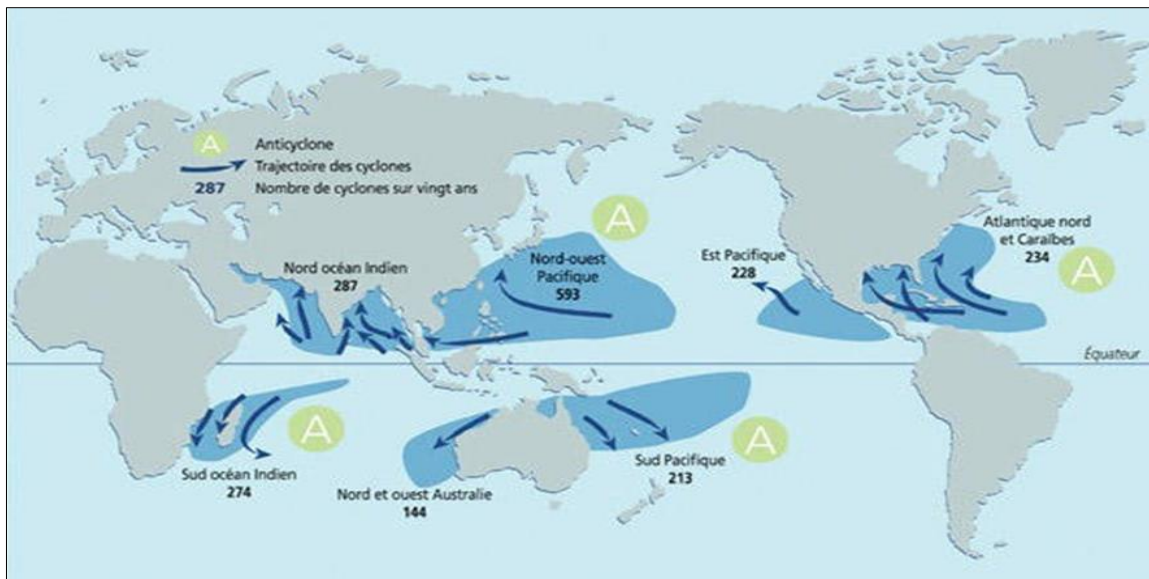 A Anticyclone
Trajectoire des cyclones
287 Nombre de cyclones sur vingt ans
A
Atlantique nord
et Caraïbes
234
A
Nord océan Indien
287
Nord-ouest
Pacifique
593
Est Pacifique
228
Équateur
A
A
Sud océan Indien
274
Nord et ouest Australie
144
Sud Pacifique
213